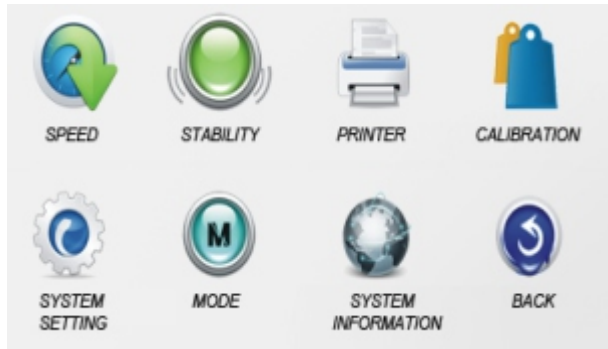 SPEED
STABILITY
PRINTER
CALIBRATION
M
SYSTEM
SETTING
MODE
SYSTEM
INFORMATION
BACK